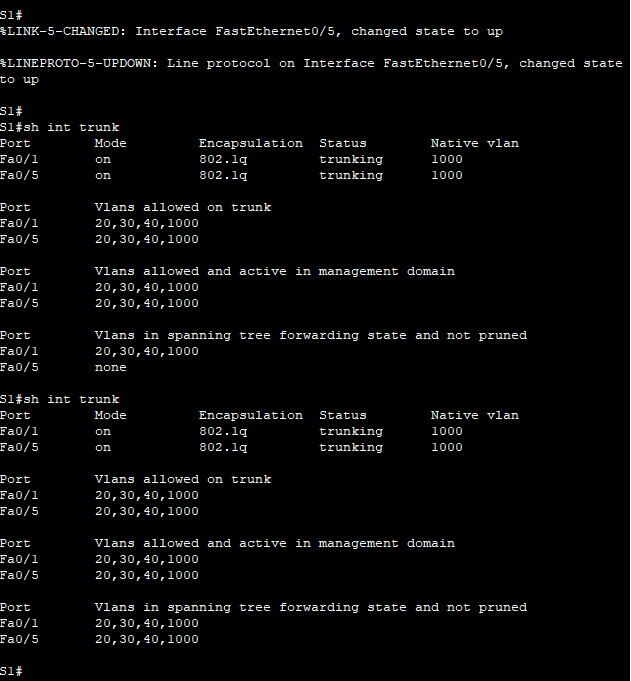 S1#
%LINK-5-CHANGED: Interface FastEthernet0/5, changed state to up
%LINEPROTO-5-UPDOWN: Line protocol on Interface FastEthernet0/5, changed state
to up
S1#
S1#sh int trunk
Port        Mode         Encapsulation  Status        Native vlan
Fa0/1       on           802.1q         trunking      1000
Fa0/5       on           802.1q         trunking      1000
Port        Vlans allowed on trunk
Fa0/1       20,30,40,1000
Fa0/5       20,30,40,1000
Port        Vlans allowed and active in management domain
Fa0/1       20,30,40,1000
Fa0/5       20,30,40,1000
Port        Vlans in spanning tree forwarding state and not pruned
Fa0/1       20,30,40,1000
Fa0/5       none
S1#sh int trunk
Port        Mode         Encapsulation  Status        Native vlan
Fa0/1       on           802.1q         trunking      1000
Fa0/5       on           802.1q         trunking      1000
Port        Vlans allowed on trunk
Fa0/1       20,30,40,1000
Fa0/5       20,30,40,1000
Port        Vlans allowed and active in management domain
Fa0/1       20,30,40,1000
Fa0/5       20,30,40,1000
Port        Vlans in spanning tree forwarding state and not pruned
Fa0/1       20,30,40,1000
Fa0/5       20,30,40,1000
S1#